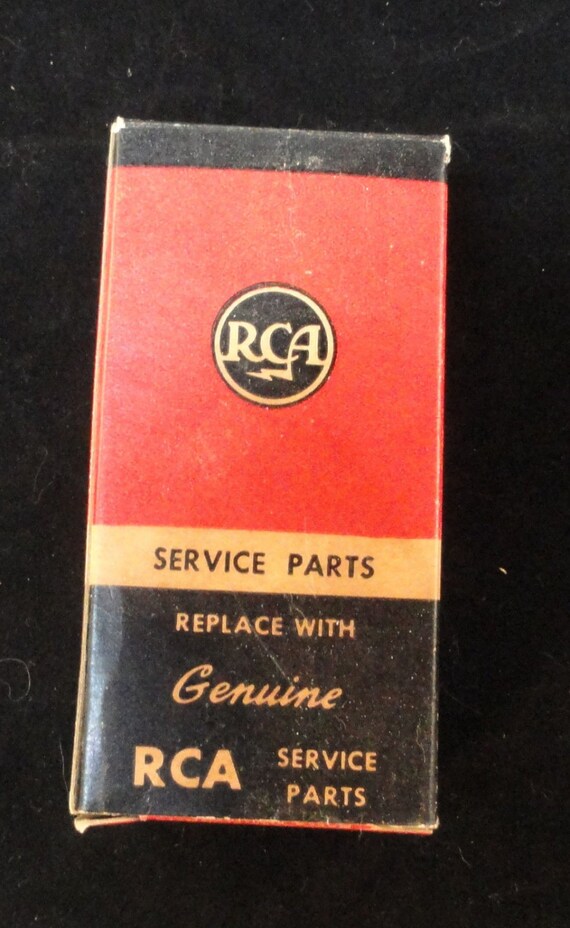 RCA
SERVICE PARTS
REPLACE WITH
Genuine
RCA SERVICE
PARTS